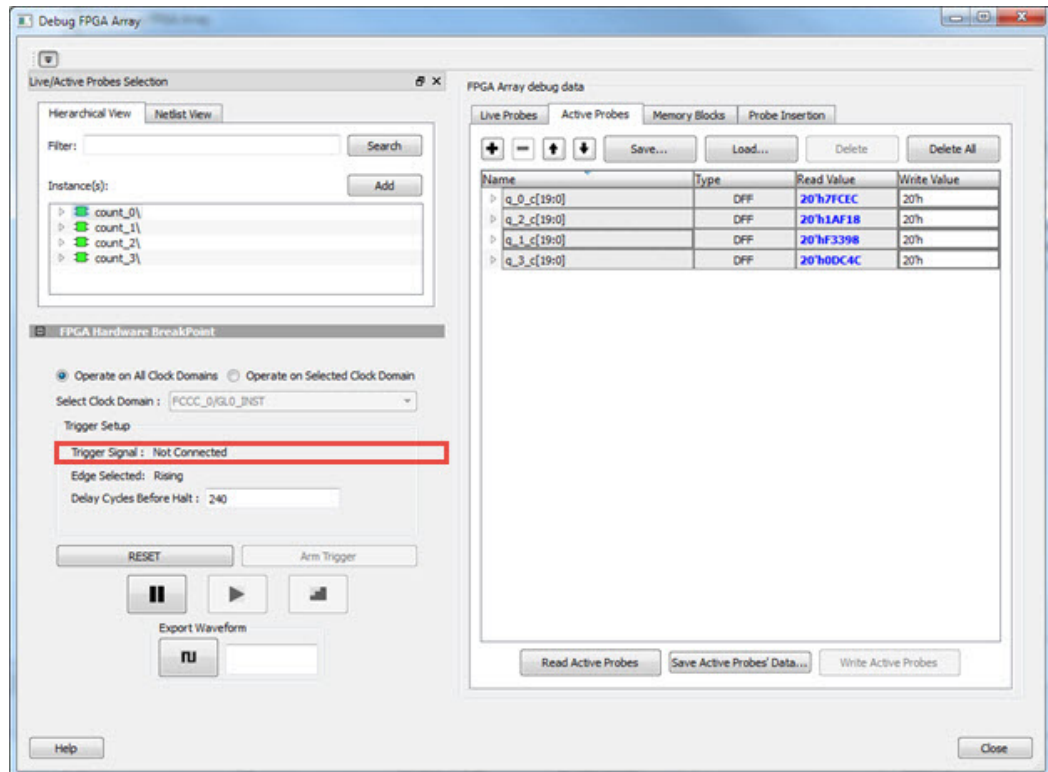 Debug FPGA Array
Live/Active Probes Selection
Hierarchical View Netlist View
Filter: Search
Instance(s): Add
count_0\
count_1\
count_2\
count_3\
FPGA Hardware BreakPoint
Operate on All Clock Domains Operate on Selected Clock Domain
Select Clock Domain : FCCC_0/GL0_INST
Trigger Setup
Trigger Signal : Not Connected
Edge Selected: Rising
Delay Cycles Before Halt : 240
RESET Arm Trigger
Export Waveform
FPGA Array debug data
Live Probes Active Probes Memory Blocks Probe Insertion
Save... Load... Delete Delete All
Name Type Read Value Write Value
q_0_c[19:0] DFF 20'h7FCEC 20'h
q_2_c[19:0] DFF 20'h1AF18 20'h
q_1_c[19:0] DFF 20'hF3398 20'h
q_3_c[19:0] DFF 20'h0DC4C 20'h
Read Active Probes Save Active Probes' Data... Write Active Probes
Help Close